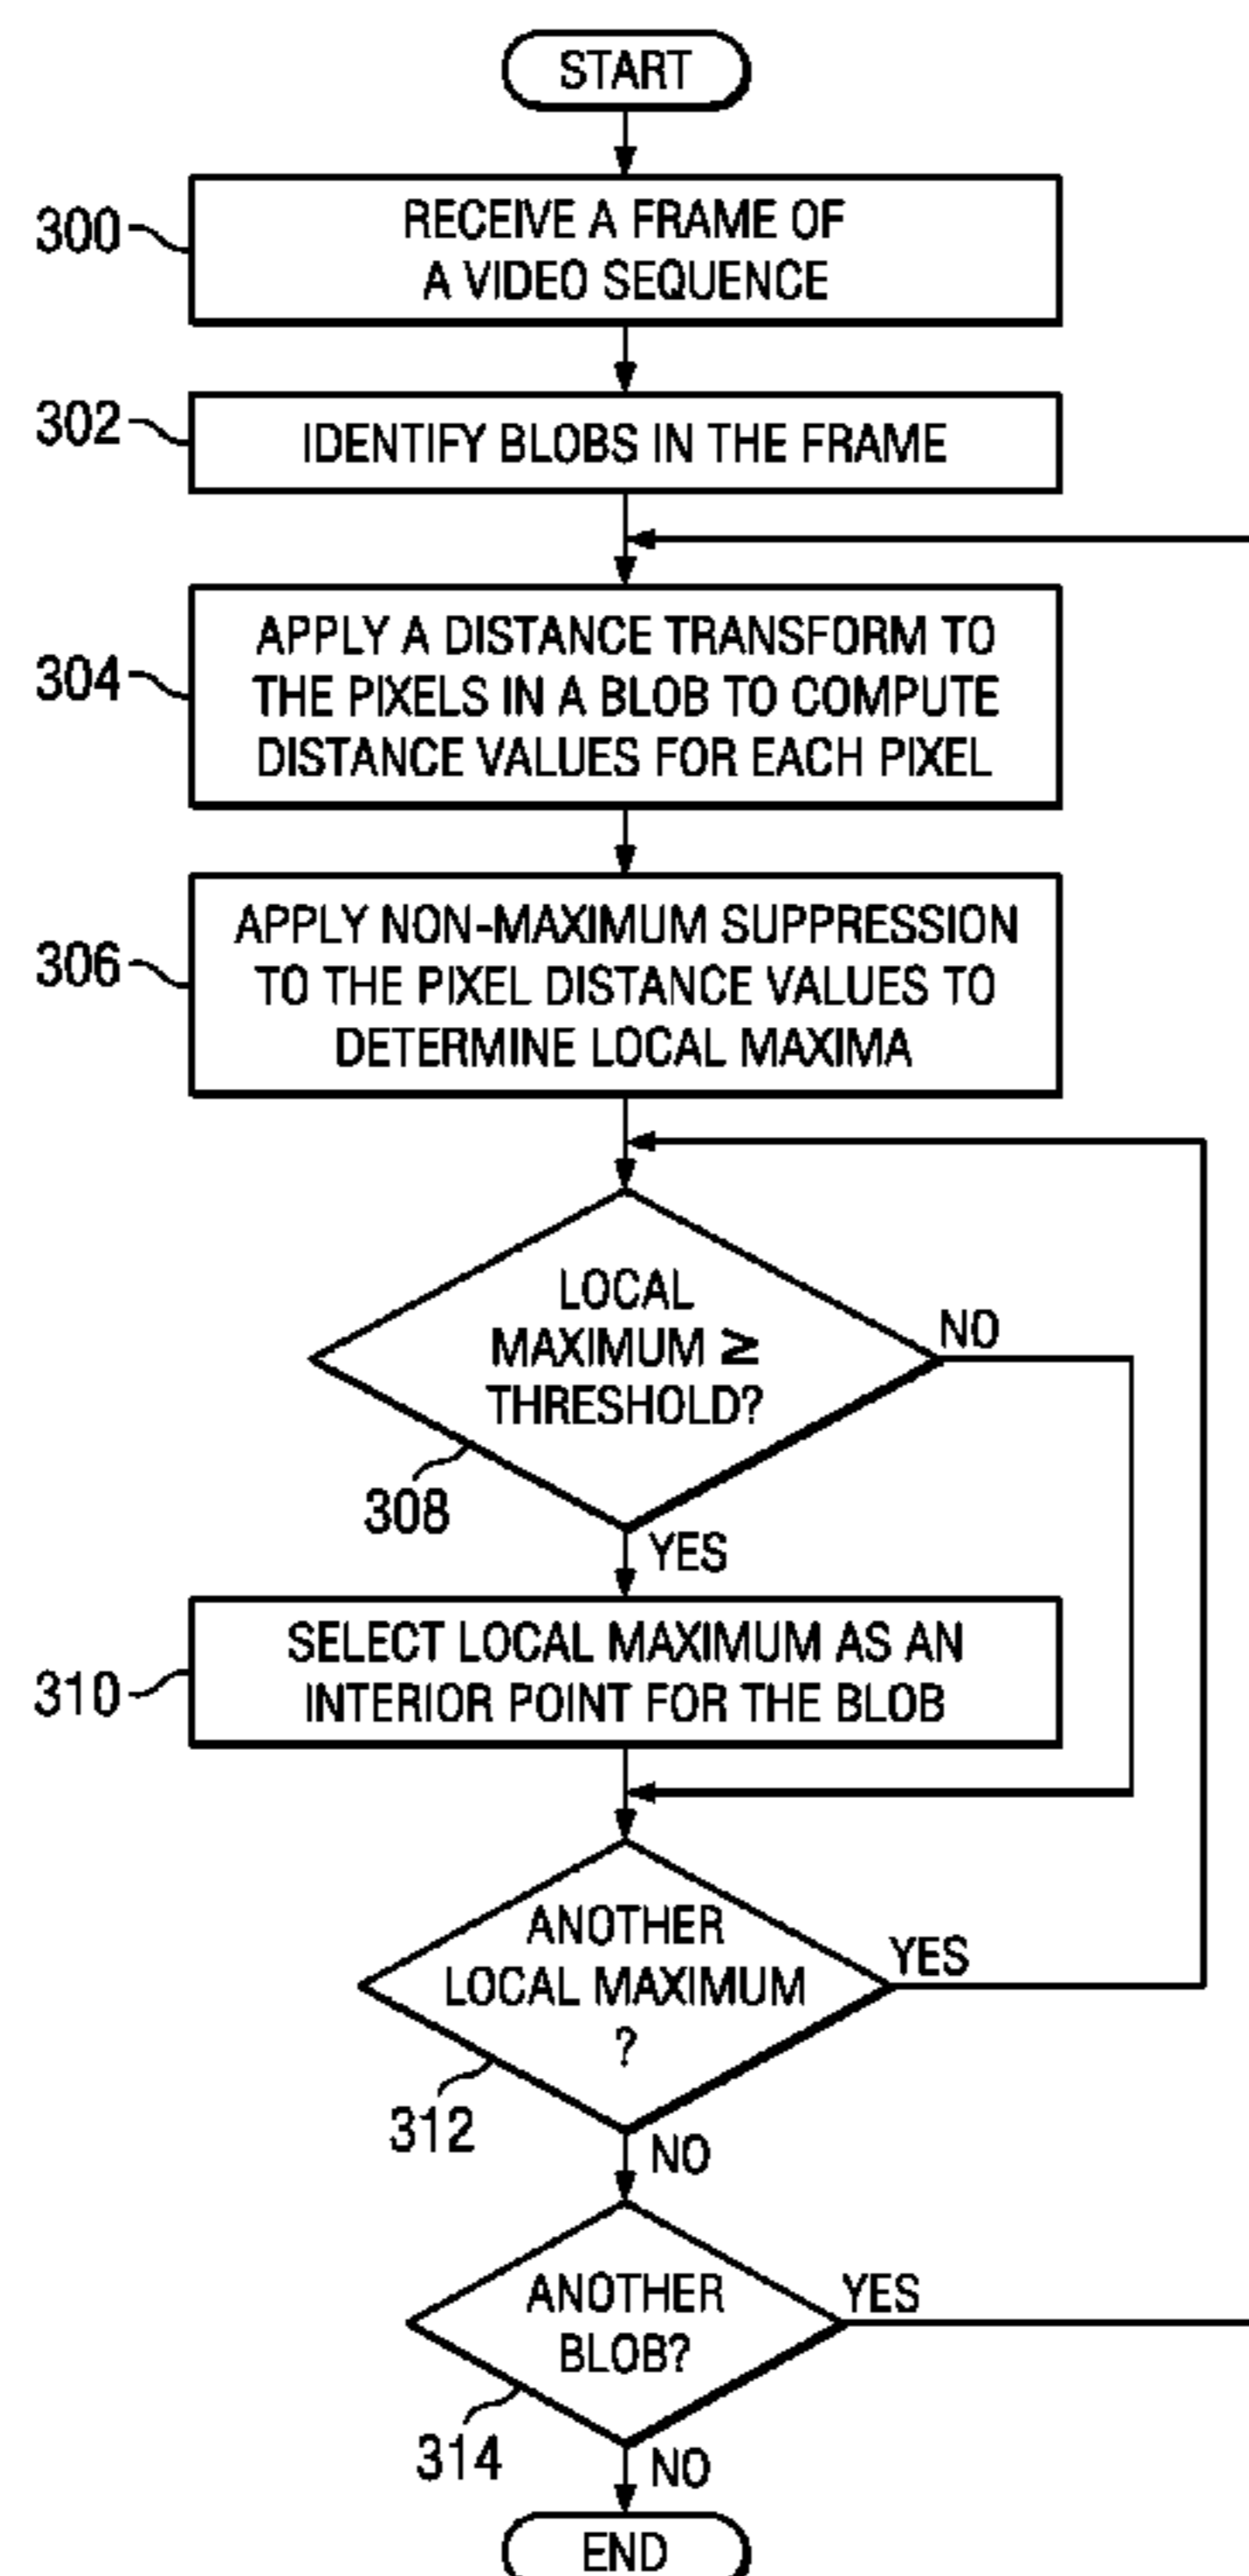 START
300
RECEIVE A FRAME OF
A VIDEO SEQUENCE
302
IDENTIFY BLOBS IN THE FRAME
304
APPLY A DISTANCE TRANSFORM TO
THE PIXELS IN A BLOB TO COMPUTE
DISTANCE VALUES FOR EACH PIXEL
306
APPLY NON-MAXIMUM SUPPRESSION
TO THE PIXEL DISTANCE VALUES TO
DETERMINE LOCAL MAXIMA
LOCAL
MAXIMUM ≥
THRESHOLD?
NO
308
YES
310
SELECT LOCAL MAXIMUM AS AN
INTERIOR POINT FOR THE BLOB
ANOTHER
LOCAL MAXIMUM
?
YES
312
NO
ANOTHER
BLOB?
YES
314
NO
END